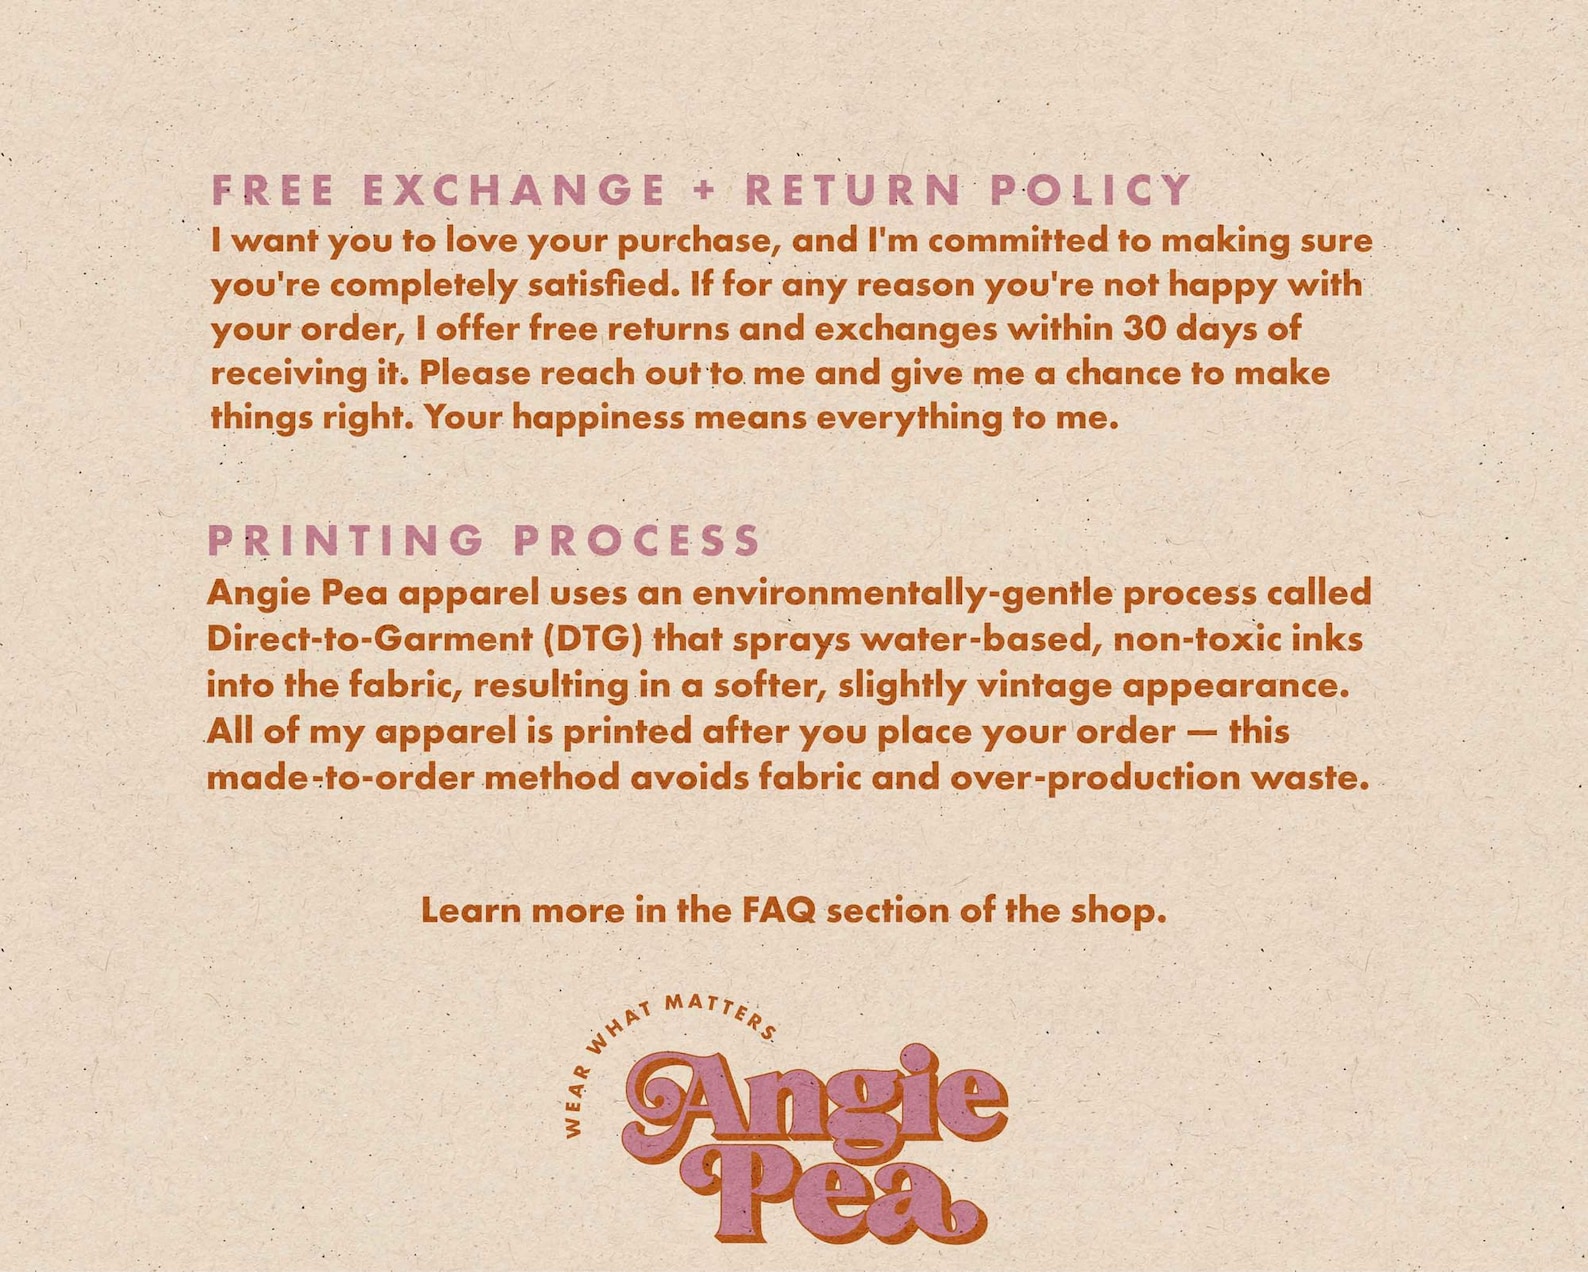 FREE EXCHANGE + RETURN POLICY
I want you to love your purchase, and I'm committed to making sure
you're completely satisfied. If for any reason you're not happy with
your order, I offer free returns and exchanges within 30 days of
receiving it. Please reach out to me and give me a chance to make
things right. Your happiness means everything to me.
PRINTING PROCESS
Angie Pea apparel uses an environmentally-gentle process called
Direct-to-Garment (DTG) that sprays water-based, non-toxic inks
into the fabric, resulting in a softer, slightly vintage appearance.
All of my apparel is printed after you place your order — this
made-to-order method avoids fabric and over-production waste.
Learn more in the FAQ section of the shop.
WEAR WHAT MATTERS
Angie
Pea